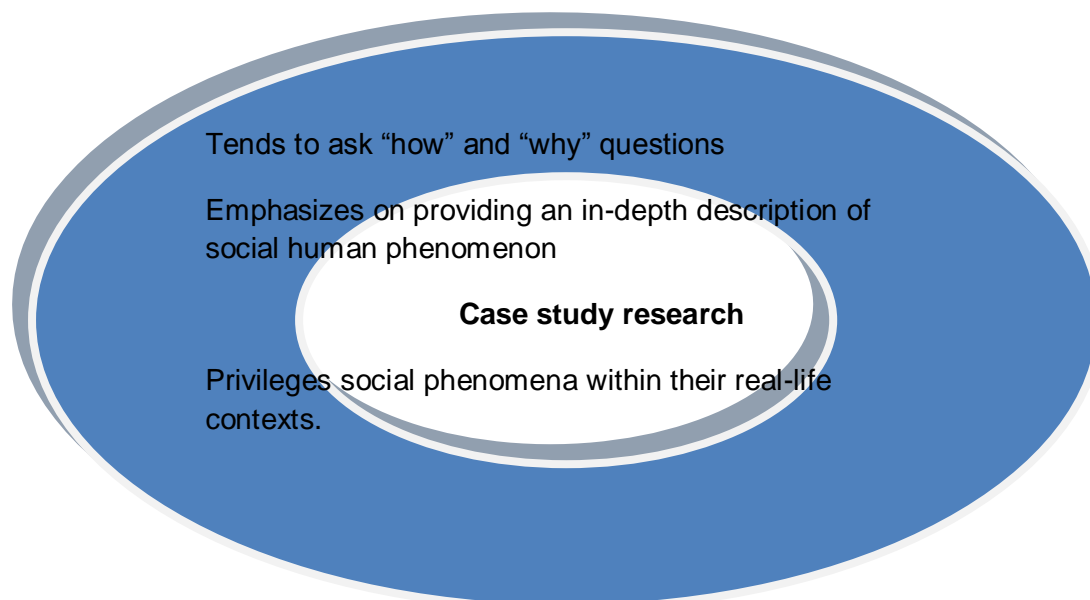 Tends to ask “how” and “why” questions
Emphasizes on providing an in-depth description of
social human phenomenon
Case study research
Privileges social phenomena within their real-life
contexts.